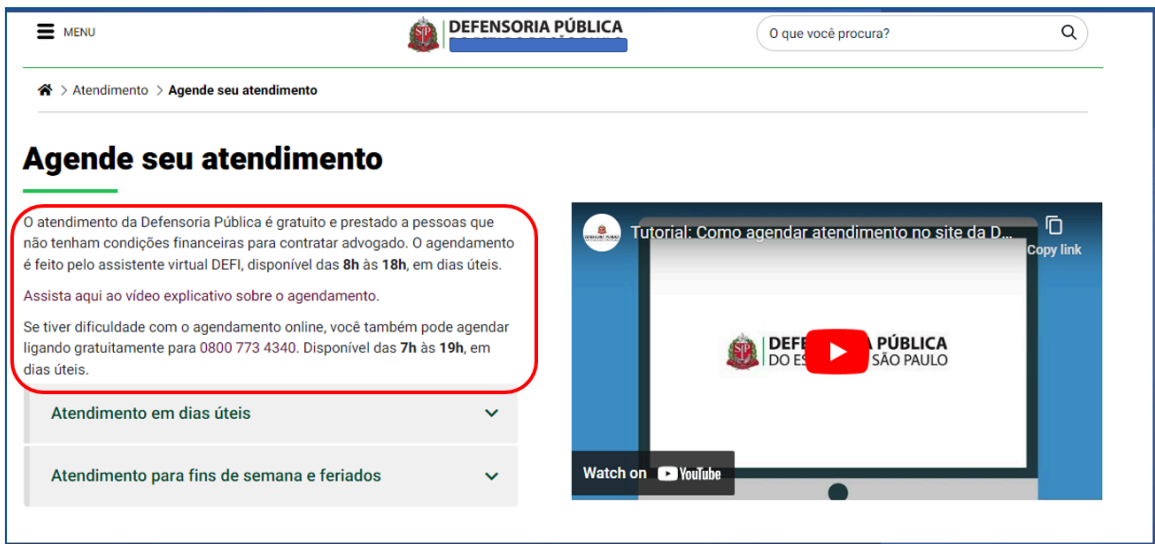 MENU
DEFENSORIA PÚBLICA
O que você procura?
Atendimento > Agende seu atendimento
Agende seu atendimento
O atendimento da Defensoria Pública é gratuito e prestado a pessoas que
não tenham condições financeiras para contratar advogado. O agendamento
é feito pelo assistente virtual DEFI, disponível das 8h às 18h, em dias úteis.
Assista aqui ao vídeo explicativo sobre o agendamento.
Se tiver dificuldade com o agendamento online, você também pode agendar
ligando gratuitamente para 0800 773 4340. Disponível das 7h às 19h, em
dias úteis.
Atendimento em dias úteis
Atendimento para fins de semana e feriados
Tutorial: Como agendar atendimento no site da D...
Copy link
PÚBLICA
SÃO PAULO
Watch on YouTube